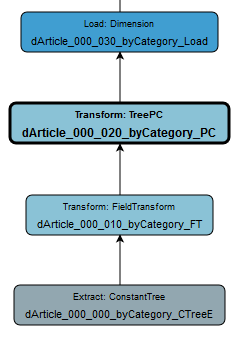 Load: Dimension
dArticle_000_030_byCategory_Load
Transform: TreePC
dArticle_000_020_byCategory_PC
Transform: FieldTransform
dArticle_000_010_byCategory_FT
Extract: ConstantTree
dArticle_000_000_byCategory_CTreeE